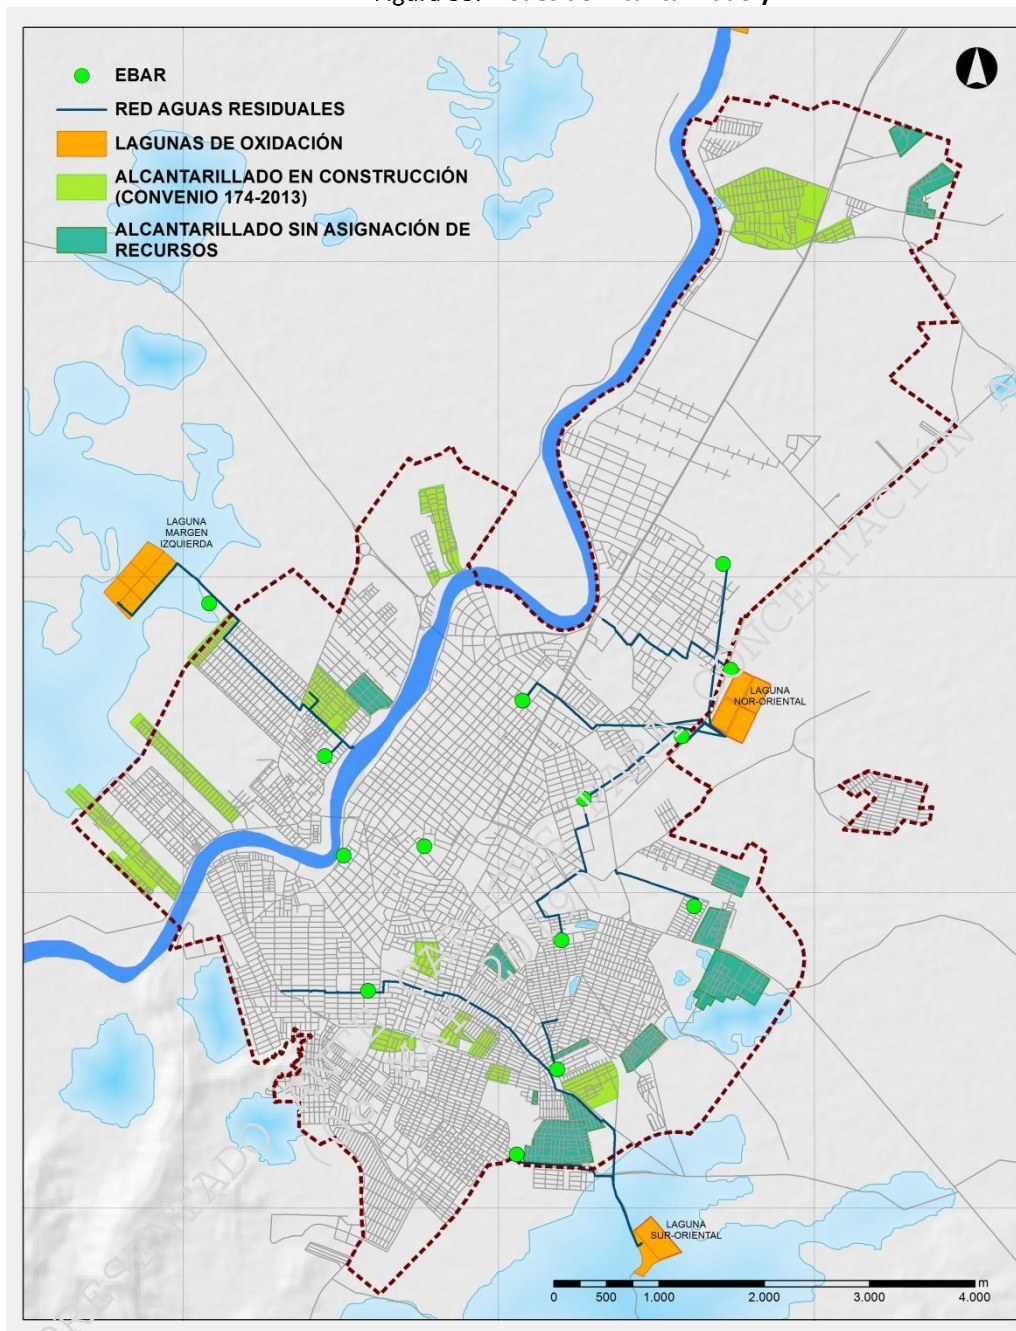 EBAR
RED AGUAS RESIDUALES
LAGUNAS DE OXIDACIÓN
ALCANTARILLADO EN CONSTRUCCIÓN
(CONVENIO 174-2013)
ALCANTARILLADO SIN ASIGNACIÓN DE
RECURSOS
LAGUNA
MARGEN
IZQUIERDA
LAGUNA
NOR-ORIENTAL
CONCERTACIÓN
LAGUNA
SUR-ORIENTAL
m
0 500 1.000 2.000 3.000 4.000